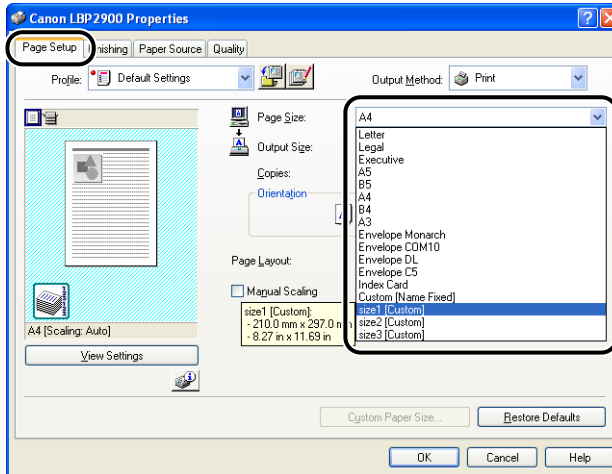 Canon LBP2900 Properties
Page Setup
Finishing
Paper Source
Quality
Profile:
Default Settings
Output Method:
Print
Page Size:
A4
Output Size:
Copies:
Orientation
A
Letter
Legal
Executive
A5
B5
A4
B4
A3
Envelope Monarch
Envelope COM10
Envelope DL
Envelope C5
Index Card
Custom [Name Fixed]
size1 [Custom]
size2 [Custom]
size3 [Custom]
Page Layout:
Manual Scaling
size1 [Custom]:
- 210.0 mm x 297.0 m
- 8.27 in x 11.69 in
A4 [Scaling: Auto]
View Settings
Custom Paper Size...
Restore Defaults
OK
Cancel
Help